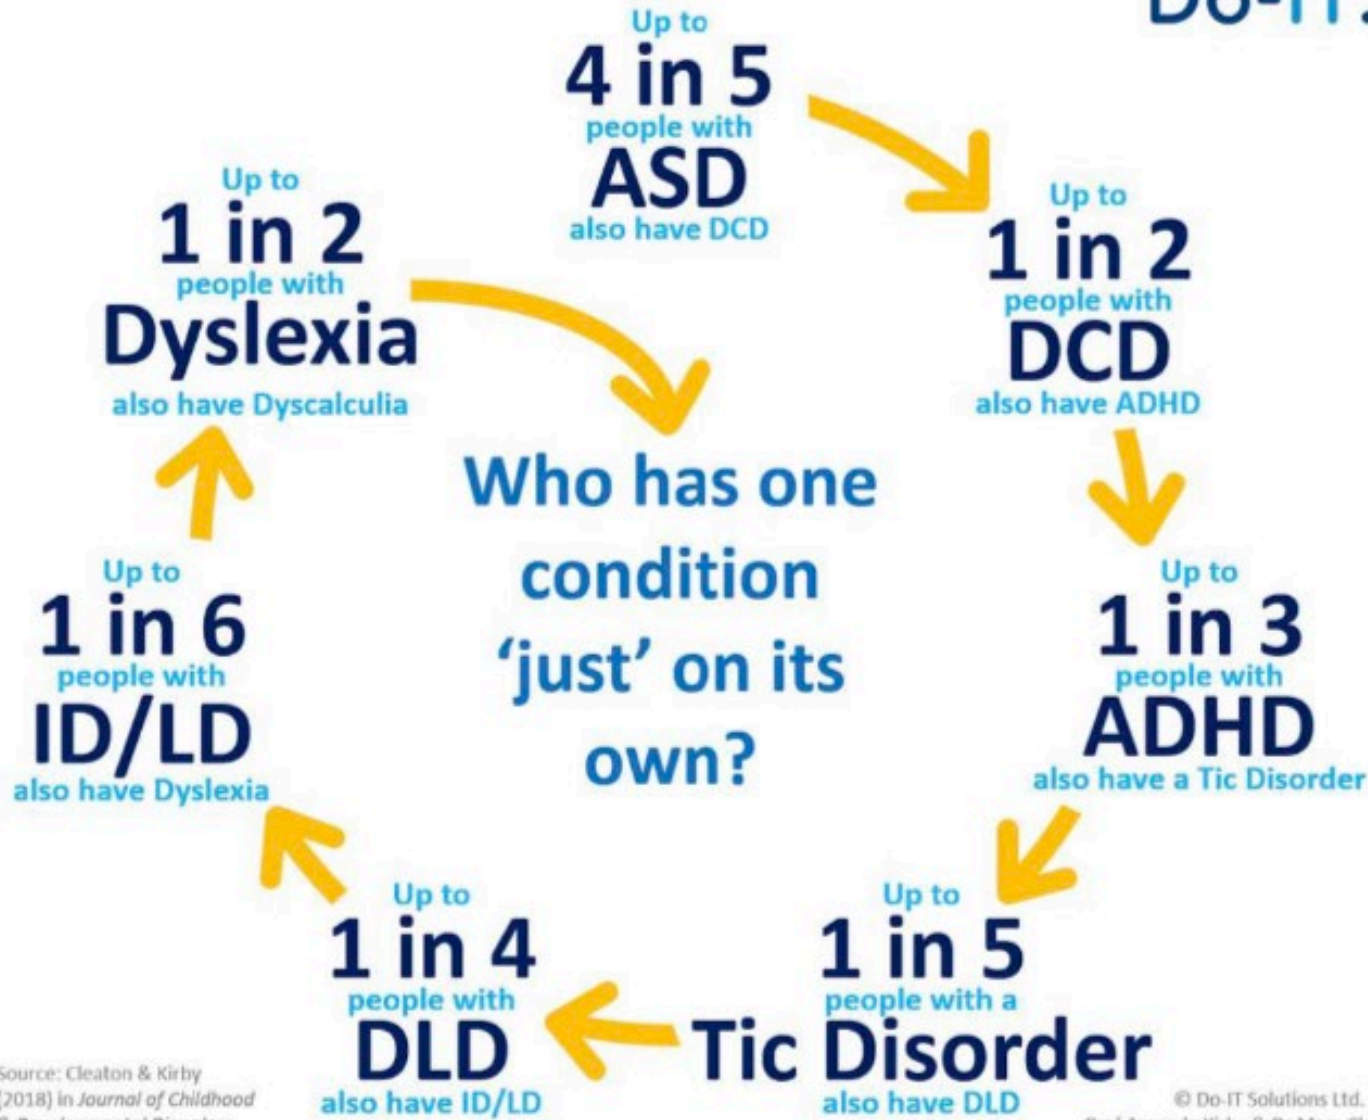 Do-IT
Up to
4 in 5
people with
ASD
also have DCD
Up to
1 in 2
people with
DCD
also have ADHD
Up to
1 in 3
people with
ADHD
also have a Tic Disorder
Up to
1 in 5
people with a
Tic Disorder
also have DLD
Up to
1 in 4
people with
DLD
also have ID/LD
Up to
1 in 6
people with
ID/LD
also have Dyslexia
Up to
1 in 2
people with
Dyslexia
also have Dyscalculia
Who has one
condition
‘just’ on its
own?
Source: Cleaton & Kirby
(2018) in Journal of Childhood
© Do-IT Solutions Ltd.